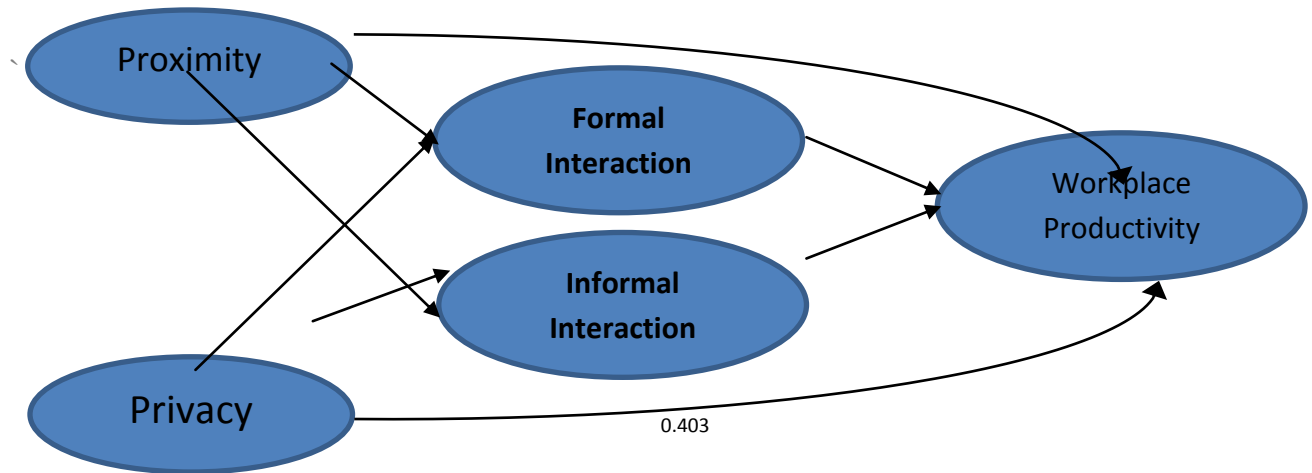 `
Proximity
Formal
Interaction
Workplace
Productivity
Informal
Interaction
Privacy
0.403